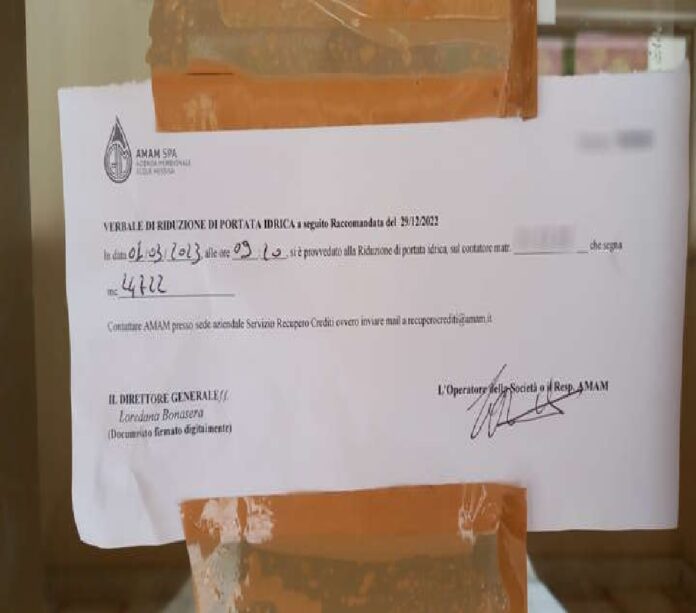 AMAM SPA
AZIENDA MERIDIONALE
ACQUE MESSINA
VERBALE DI RIDUZIONE DI PORTATA IDRICA a seguito Raccomandata del 29/12/2022
In data 01/03/2023, alle ore 09 20, si è provveduto alla Riduzione di portata idrica, sul contatore matr. che segna
mc 4722
Contattare AMAM presso sede aziendale Servizio Recupero Crediti ovvero inviare mail a recuperocrediti@amam.it
IL DIRETTORE GENERALE f.f.
Loredana Bonasera
(Documento firmato digitalmente)
L'Operatore della Società o il Resp. AMAM